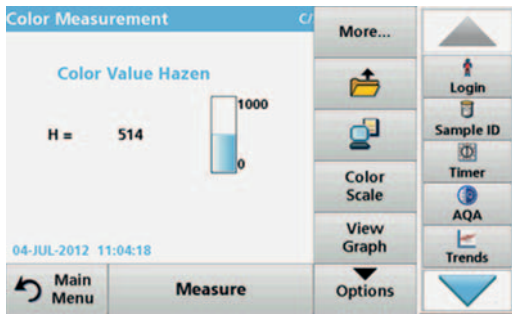 Color Measurement
C/
More...
Color Value Hazen
1000
H = 514
0
Login
Sample ID
Timer
Color
Scale
AQA
View
Graph
Trends
04-JUL-2012 11:04:18
Main
Menu
Measure
Options